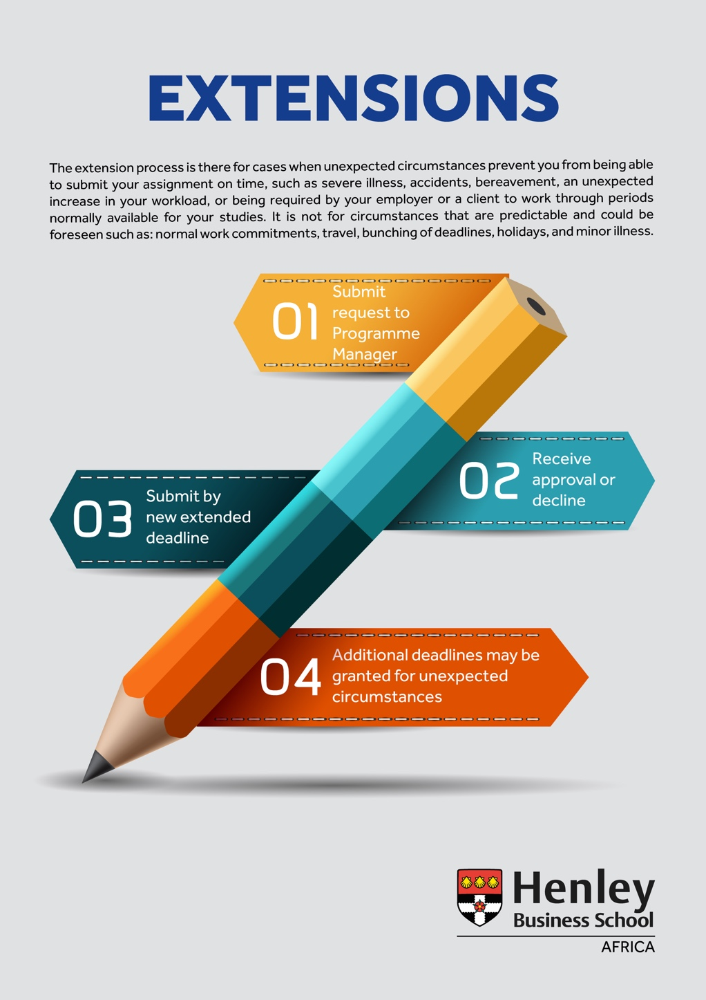 EXTENSIONS
The extension process is there for cases when unexpected circumstances prevent you from being able
to submit your assignment on time, such as severe illness, accidents, bereavement, an unexpected
increase in your workload, or being required by your employer or a client to work through periods
normally available for your studies. It is not for circumstances that are predictable and could be
foreseen such as: normal work commitments, travel, bunching of deadlines, holidays, and minor illness.
01
Submit
request to
Programme
Manager
02
Receive
approval or
decline
03
Submit by
new extended
deadline
04
Additional deadlines may be
granted for unexpected
circumstances
Henley
Business School
AFRICA